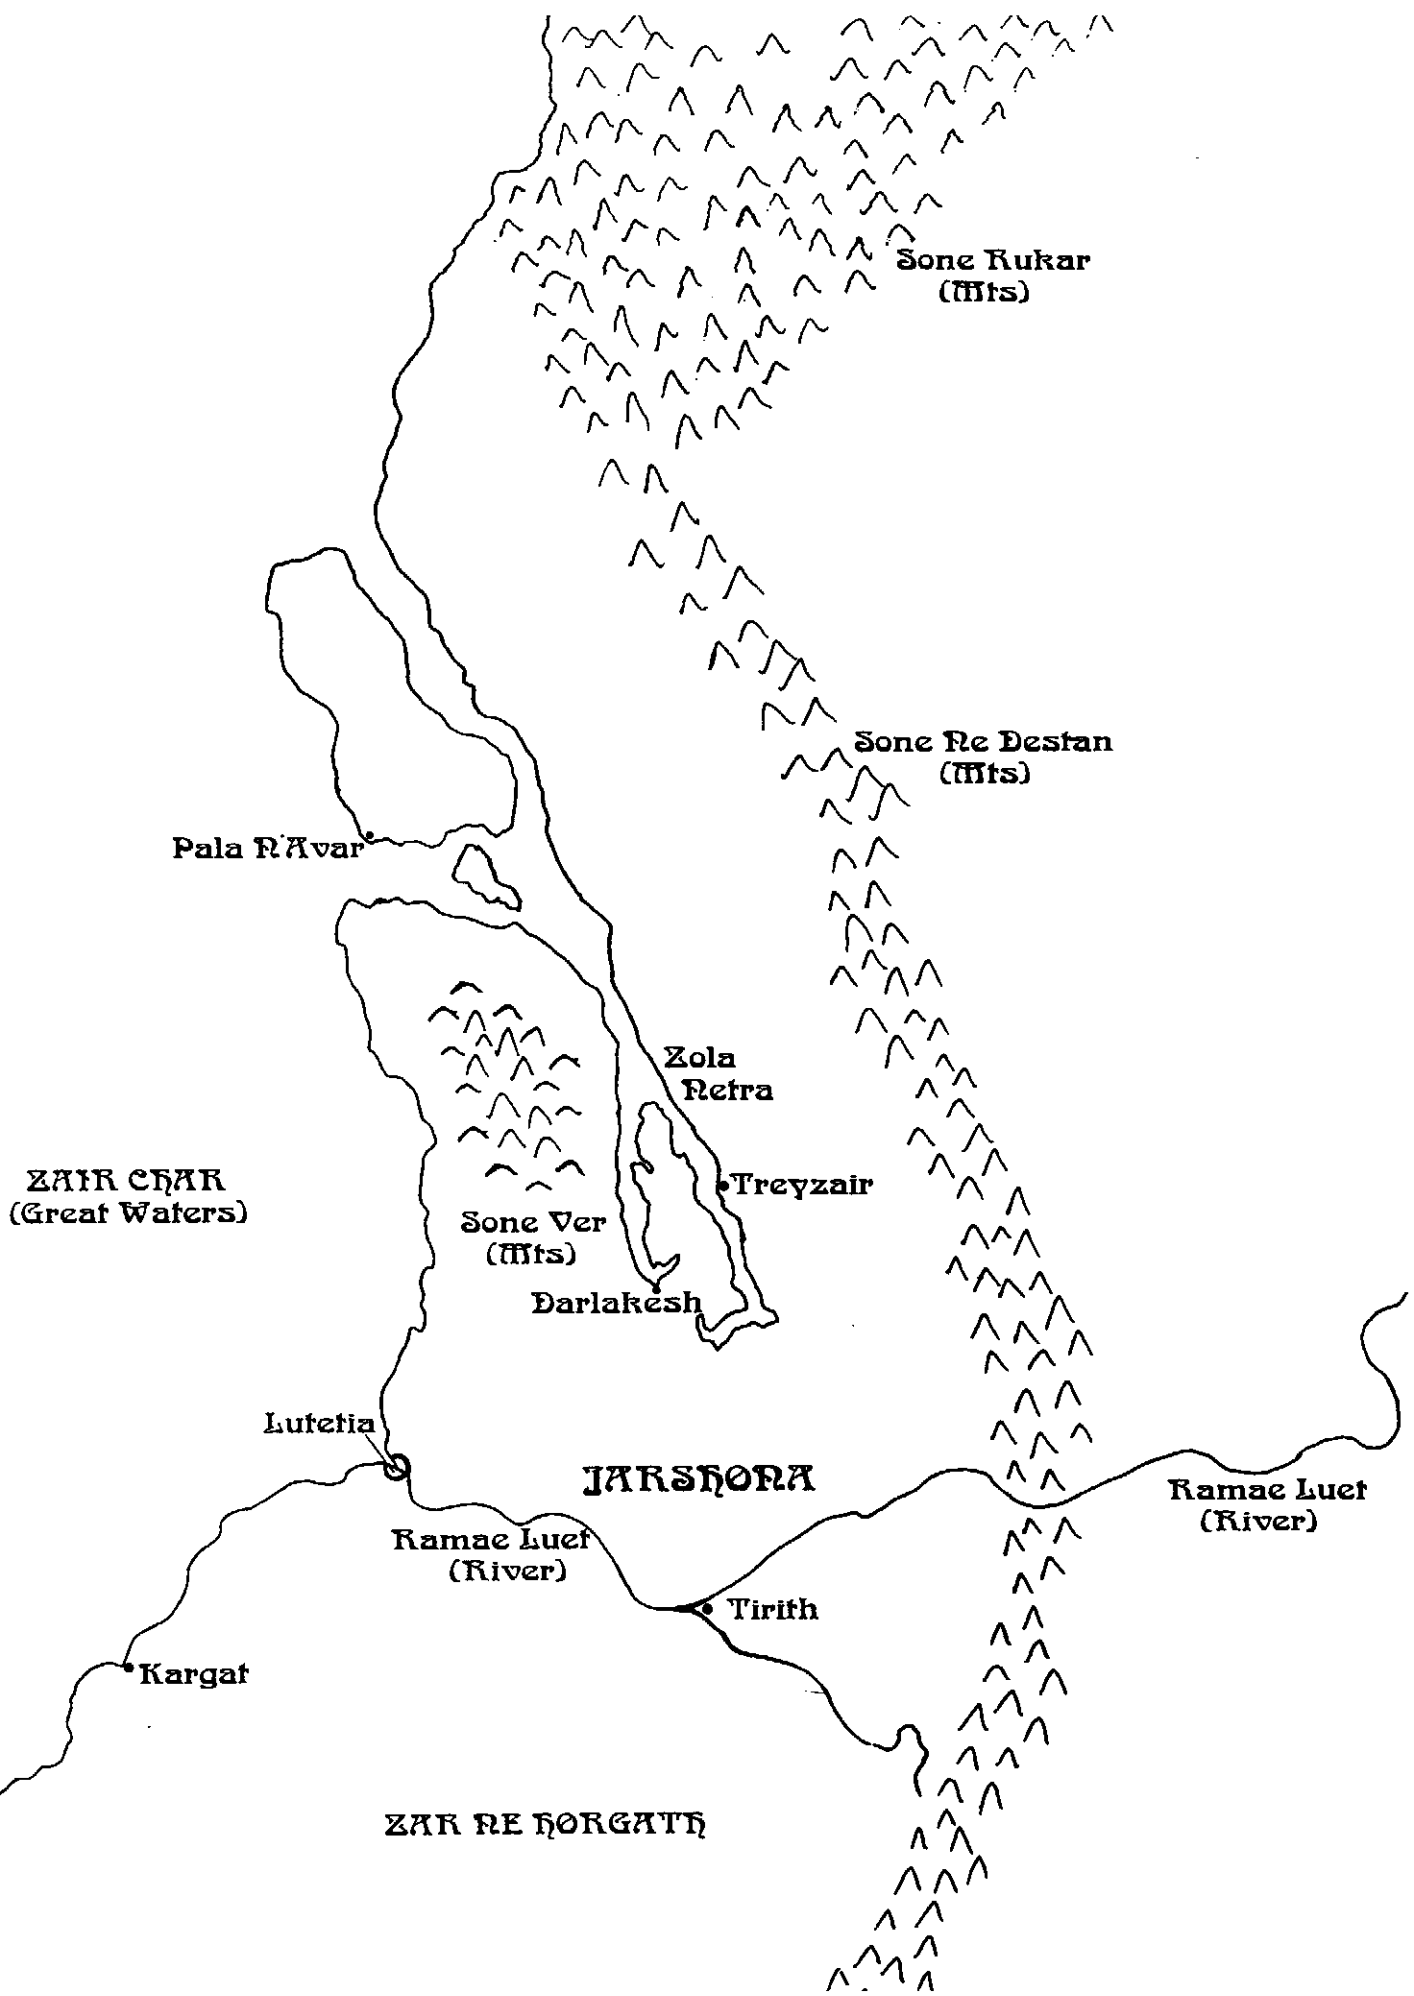 Sone Rukar
(Mts)
Sone Ne Destan
(Mts)
Pala N'Avar
Zola
Netra
ZAIR CHAR
(Great Waters)
Treyzair
Sone Ver
(Mts)
Darlakesh
Lutetia
JARSHONA
Ramae Luet
(River)
Ramae Luet
(River)
Tirith
Kargat
ZAR NE HORGATH